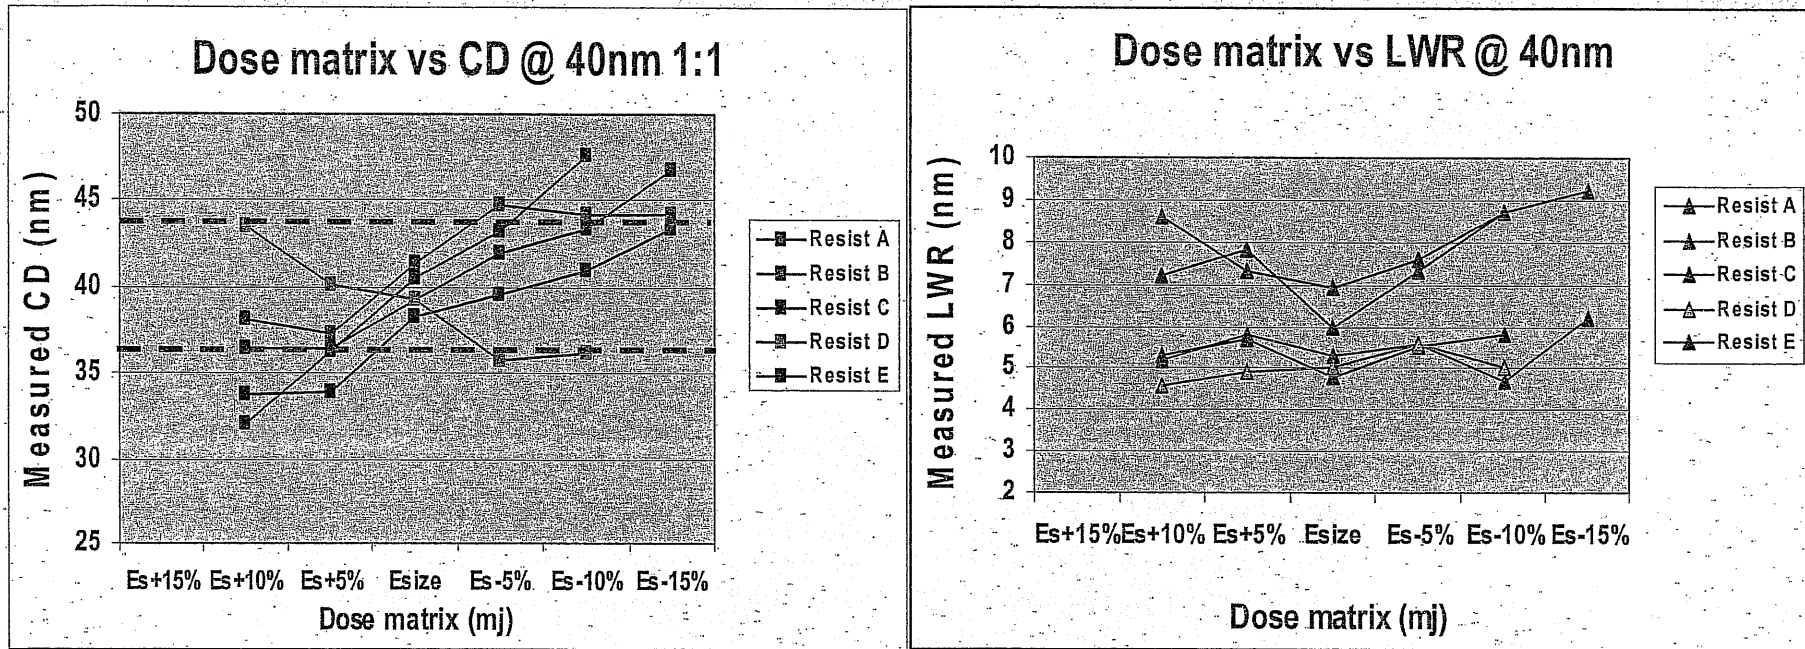 Dose matrix vs CD @ 40nm 1:1
Measured CD (nm)
50
45
40
35
30
25
Es+15% Es+10% Es+5% Esize Es-5% Es-10% Es-15%
Dose matrix (mj)
Resist A
Resist B
Resist C
Resist D
Resist E
Dose matrix vs LWR @ 40nm
Measured LWR (nm)
10
9
8
7
6
5
4
3
2
Es+15% Es+10% Es+5% Esize Es-5% Es-10% Es-15%
Dose matrix (mj)
Resist A
Resist B
Resist C
Resist D
Resist E